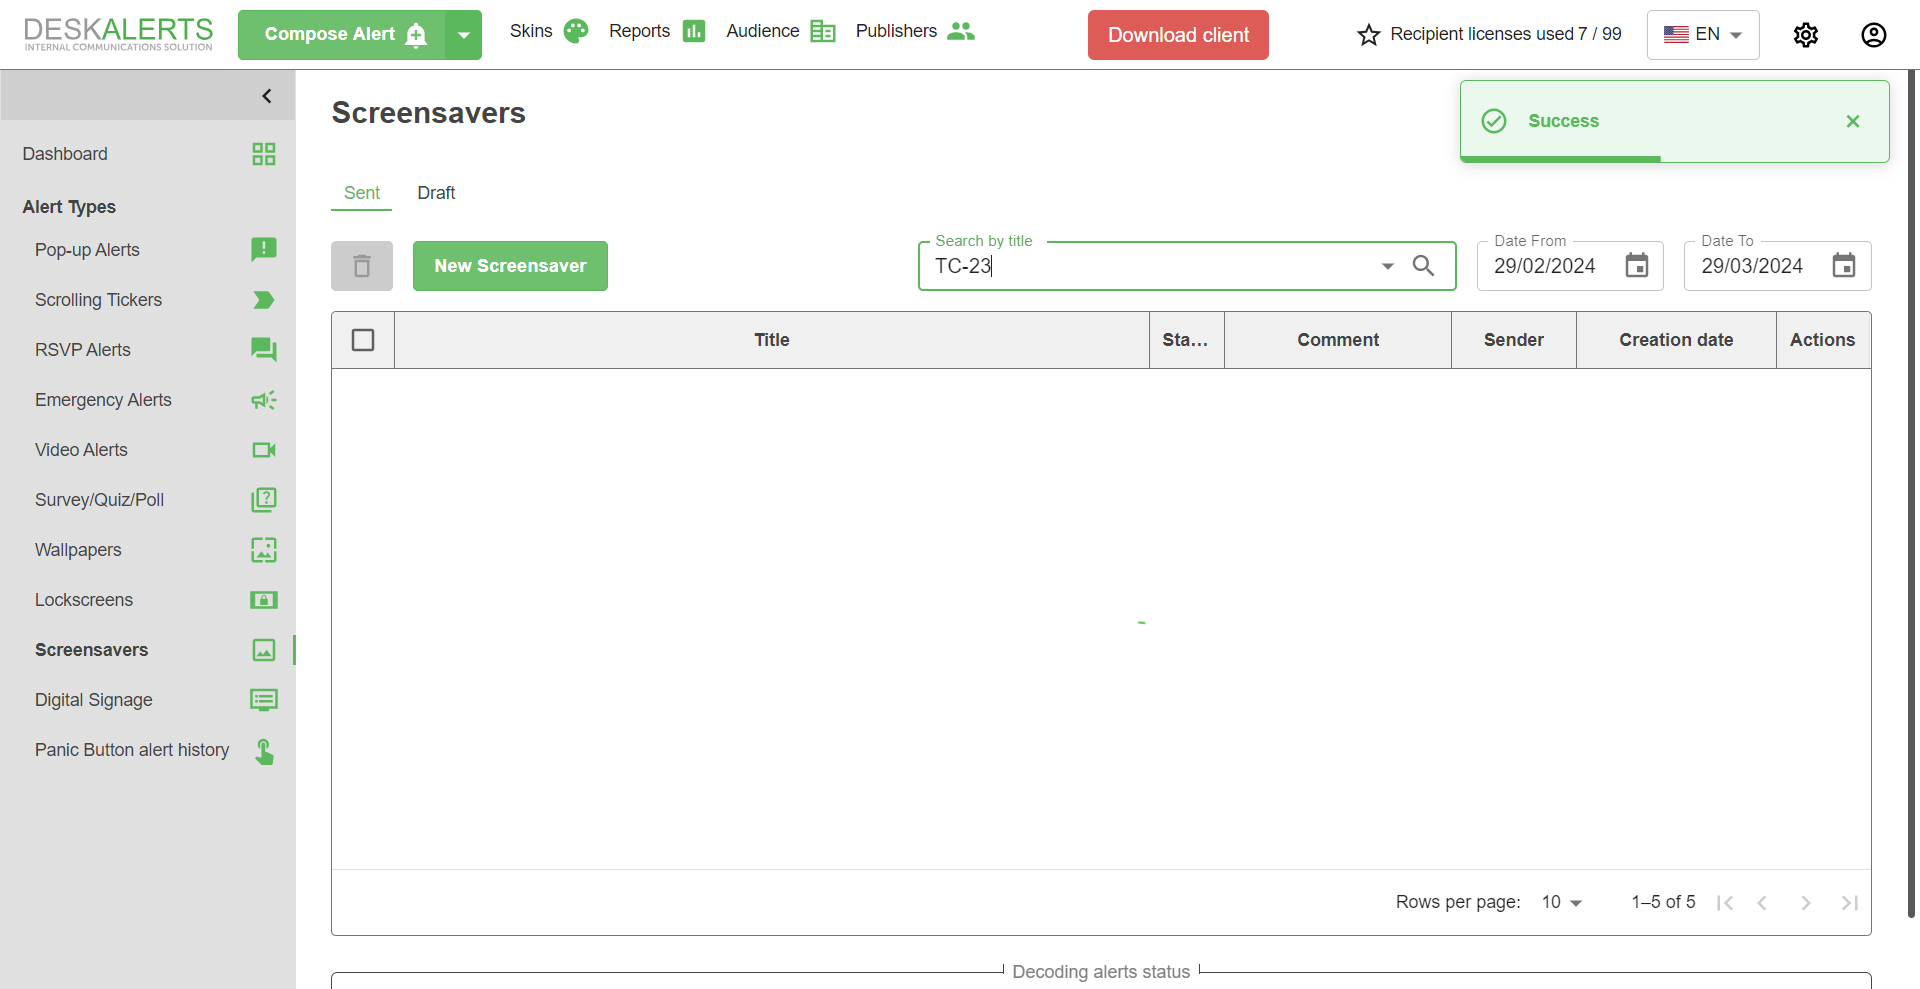 DESKALERTS
INTERNAL COMMUNICATIONS SOLUTION
Compose Alert
Skins
Reports
Audience
Publishers
Download client
Recipient licenses used 7 / 99
EN
Dashboard
Alert Types
Pop-up Alerts
Scrolling Tickers
RSVP Alerts
Emergency Alerts
Video Alerts
Survey/Quiz/Poll
Wallpapers
Lockscreens
Screensavers
Digital Signage
Panic Button alert history
Screensavers
Success
Sent
Draft
New Screensaver
Search by title
TC-23
Date From
29/02/2024
Date To
29/03/2024
Title
Sta...
Comment
Sender
Creation date
Actions
Rows per page: 10
1–5 of 5
Decoding alerts status